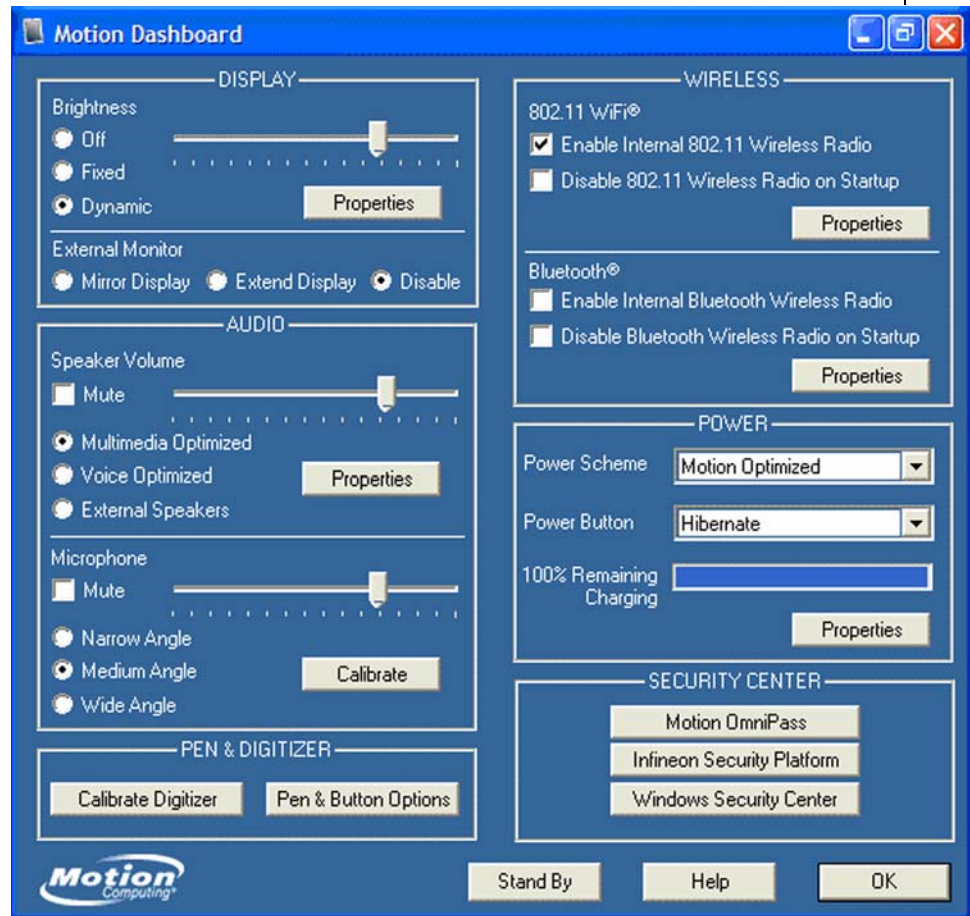 Motion Dashboard
DISPLAY
Brightness
Off
Fixed
Dynamic
Properties
External Monitor
Mirror Display
Extend Display
Disable
AUDIO
Speaker Volume
Mute
Multimedia Optimized
Voice Optimized
Properties
External Speakers
Microphone
Mute
Narrow Angle
Medium Angle
Calibrate
Wide Angle
PEN & DIGITIZER
Calibrate Digitizer
Pen & Button Options
WIRELESS
802.11 WiFi®
Enable Internal 802.11 Wireless Radio
Disable 802.11 Wireless Radio on Startup
Properties
Bluetooth®
Enable Internal Bluetooth Wireless Radio
Disable Bluetooth Wireless Radio on Startup
Properties
POWER
Power Scheme
Motion Optimized
Power Button
Hibernate
100% Remaining
Charging
Properties
SECURITY CENTER
Motion OmniPass
Infineon Security Platform
Windows Security Center
Motion
Computing
Stand By
Help
OK